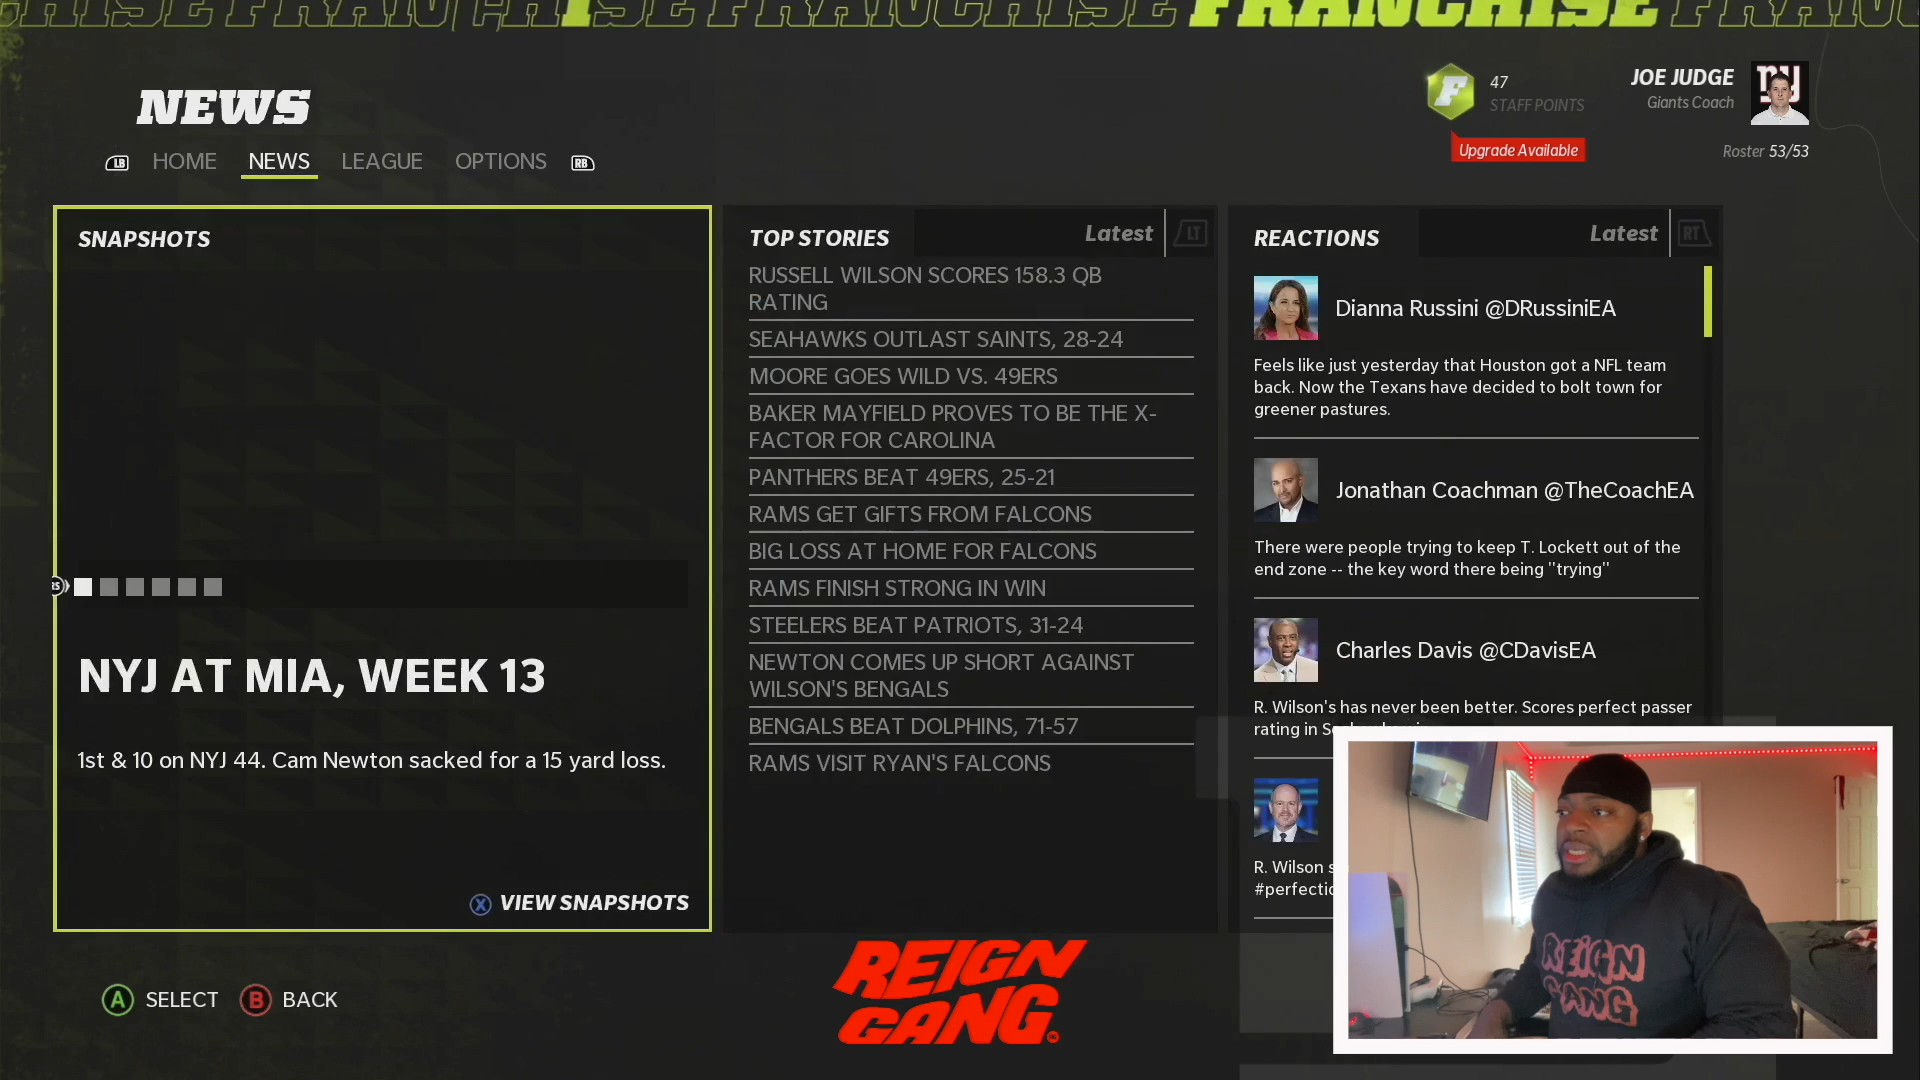 FRANCHISE FRANCHISE FRANCHISE FRANCHISE
NEWS
LB HOME NEWS LEAGUE OPTIONS RB
F 47
STAFF POINTS
Upgrade Available
JOE JUDGE
Giants Coach
ny
Roster 53/53
SNAPSHOTS
NYJ AT MIA, WEEK 13
1st & 10 on NYJ 44. Cam Newton sacked for a 15 yard loss.
X VIEW SNAPSHOTS
TOP STORIES
Latest LT
RUSSELL WILSON SCORES 158.3 QB
RATING
SEAHAWKS OUTLAST SAINTS, 28-24
MOORE GOES WILD VS. 49ERS
BAKER MAYFIELD PROVES TO BE THE X-
FACTOR FOR CAROLINA
PANTHERS BEAT 49ERS, 25-21
RAMS GET GIFTS FROM FALCONS
BIG LOSS AT HOME FOR FALCONS
RAMS FINISH STRONG IN WIN
STEELERS BEAT PATRIOTS, 31-24
NEWTON COMES UP SHORT AGAINST
WILSON'S BENGALS
BENGALS BEAT DOLPHINS, 71-57
RAMS VISIT RYAN'S FALCONS
REACTIONS
Latest RT
Dianna Russini @DRussiniEA
Feels like just yesterday that Houston got a NFL team
back. Now the Texans have decided to bolt town for
greener pastures.
Jonathan Coachman @TheCoachEA
There were people trying to keep T. Lockett out of the
end zone -- the key word there being "trying"
Charles Davis @CDavisEA
R. Wilson's has never been better. Scores perfect passer
rating in
R. Wilson
A SELECT B BACK
REIGN
GANG
REIGN
GANG